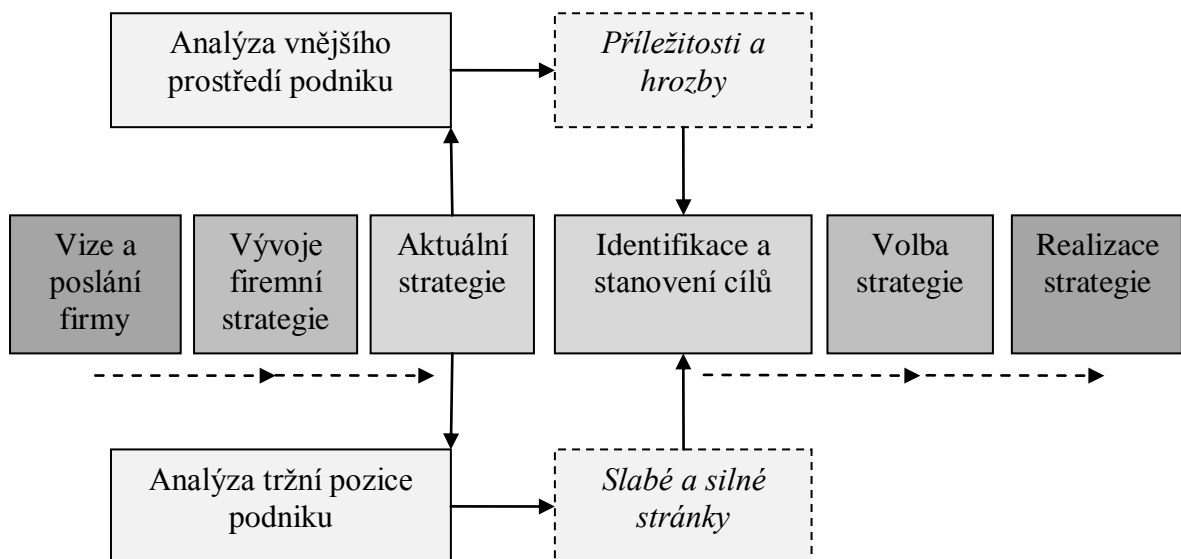 Analýza vnějšího
prostředí podniku
Příležitosti a
hrozby
Vize a
poslání
firmy
Vývoje
firemní
strategie
Aktuální
strategie
Identifikace a
stanovení cílů
Volba
strategie
Realizace
strategie
Analýza tržní pozice
podniku
Slabé a silné
stránky